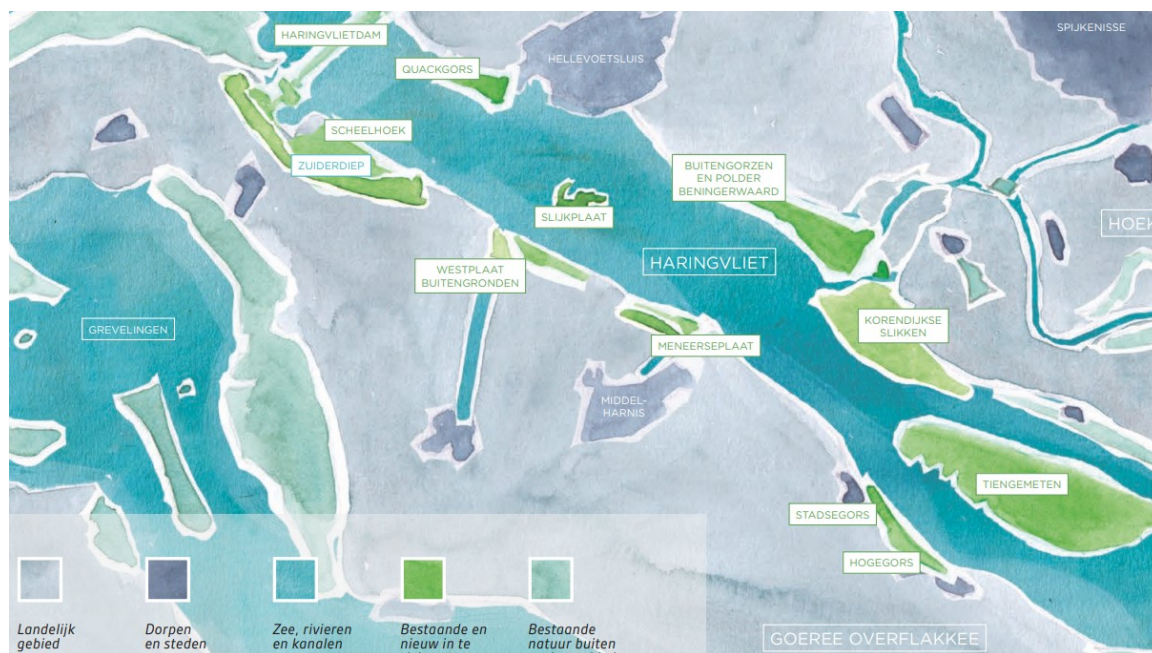 HARINGVLIETDAM
SPIJKENISSE
HELLEVOETSLUIS
QUACKGORS
SCHEELHOEK
ZUIDERDIEP
BUITENGORZEN
EN POLDER
BENINGERWAARD
SLIJKPLAAT
HOEK
HARINGVLIET
WESTPLAAT
BUITENGRONDEN
GREVELINGEN
KORENDIJKSE
SLIKKEN
MENEERSEPLAAT
MIDDEL-
HARNIS
TIENGEMETEN
STADSEGORS
HOGEGORS
GOEREE OVERFLAKKEE
Landelijk
gebied
Dorpen
en steden
Zee, rivieren
en kanalen
Bestaande en
nieuw in te
Bestaande
natuur buiten